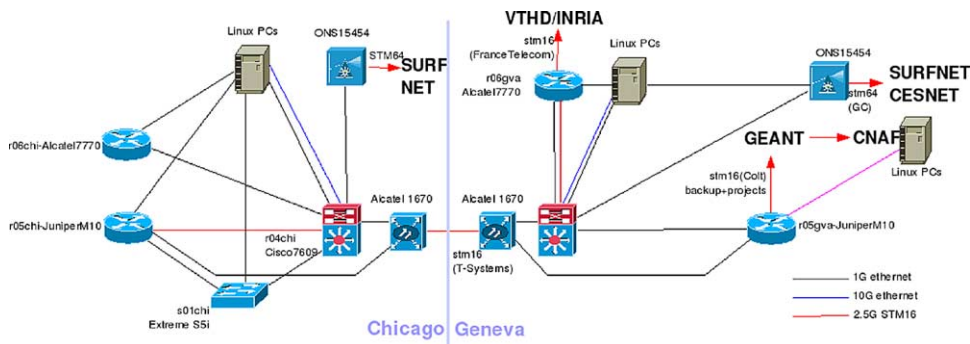 VTHD/INRIA
Linux PCs
ONS15454
STM64
SURF
NET
stm16
(FranceTelecom)
r06gva
Alcatel7770
Linux PCs
ONS15454
SURFNET
CESNET
stm64
(GC)
GEANT
CNAF
Linux PCs
r06chi-Alcatel7770
stm16(Colt)
backup+projects
Alcatel 1670
Alcatel 1670
r05chi-JuniperM10
r04chi
Cisco7609
stm16
(T-Systems)
r05gva-JuniperM10
s01chi
Extreme S5i
Chicago
Geneva
1G ethernet
10G ethernet
2.5G STM16